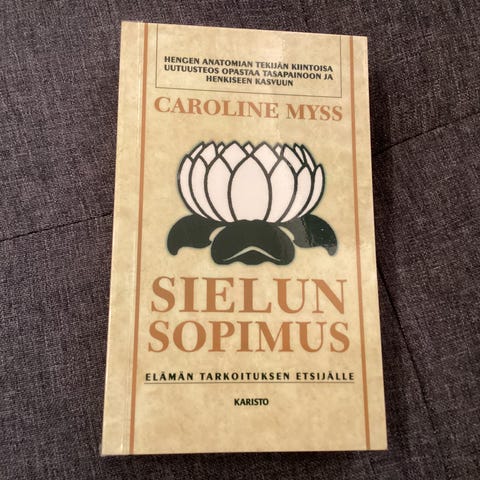 HENGEN ANATOMIAN TEKIJÄN KIINTOISA
UUTUUSTEOS OPASTAA TASAPAINOON JA
HENKISEEN KASVUUN
CAROLINE MYSS
SIELUN
SOPIMUS
ELÄMÄN TARKOITUKSEN ETSIJÄLLE
KARISTO